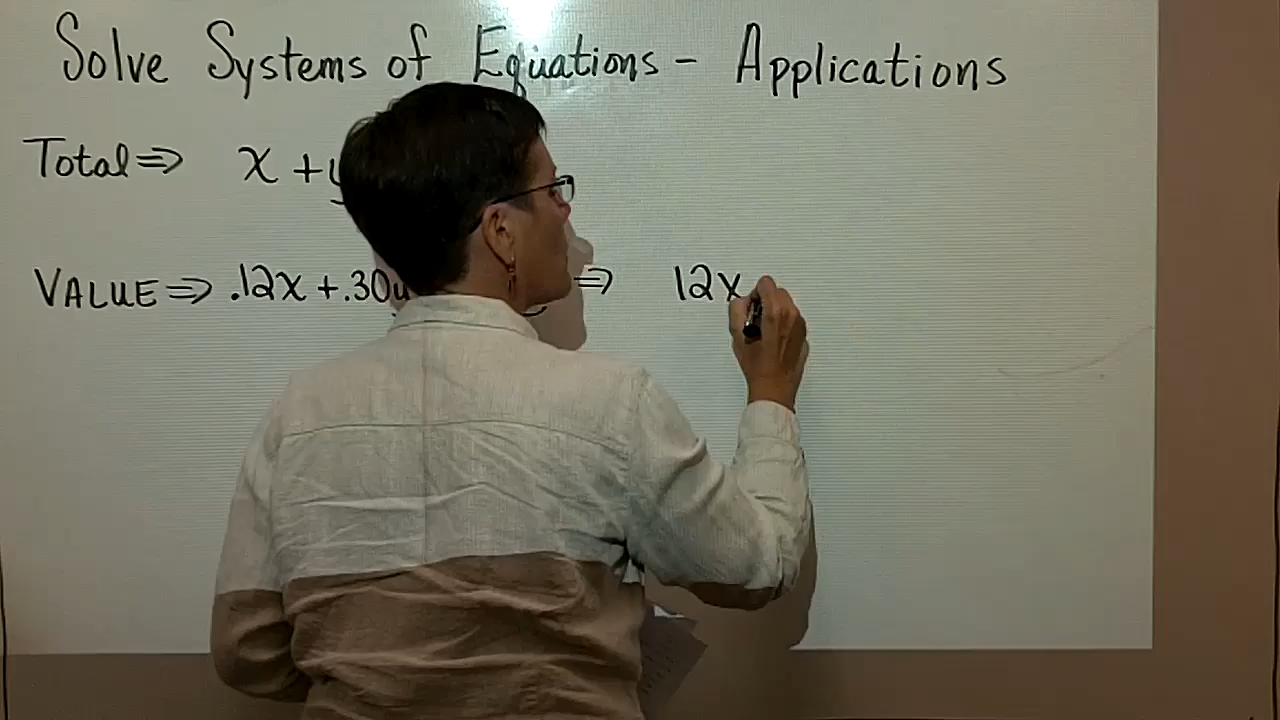 Solve Systems of Equations - Applications
Total ⇒ x + y
VALUE ⇒ .12x + .30y ⇒ 12x